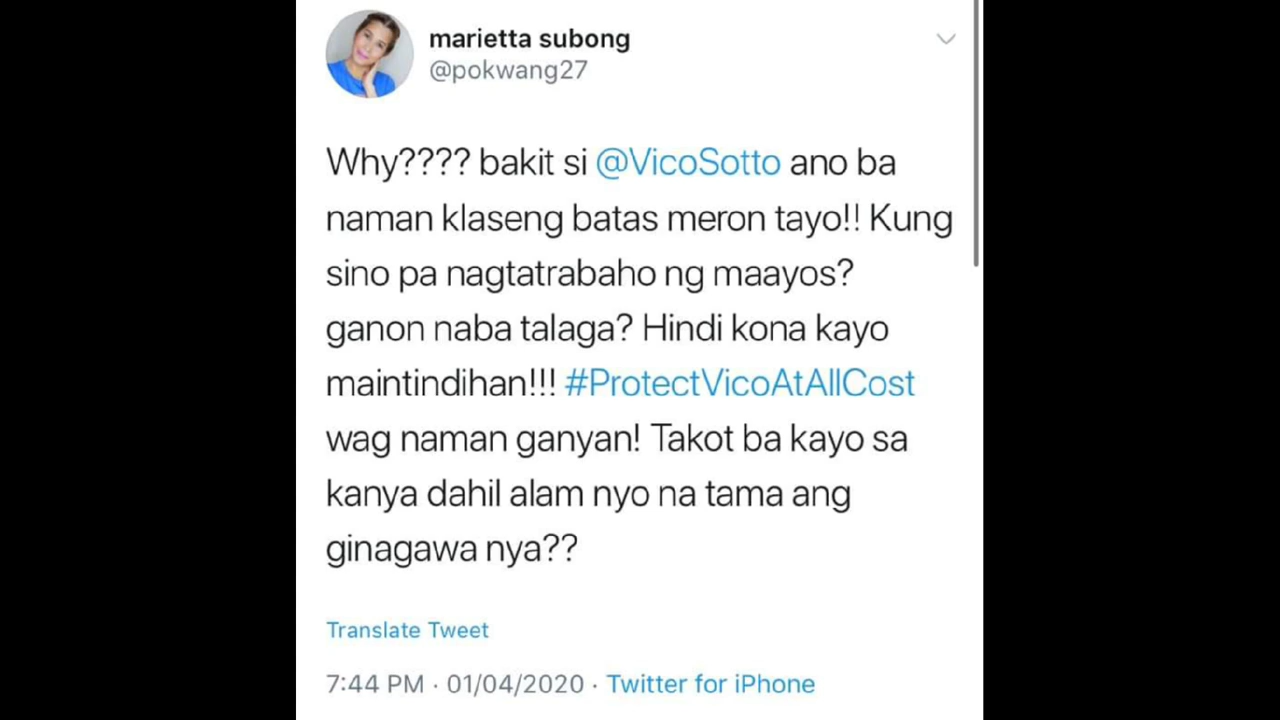 marietta subong
@pokwang27
Why???? bakit si @VicoSotto ano ba
naman klaseng batas meron tayo!! Kung
sino pa nagtatrabaho ng maayos?
ganon naba talaga? Hindi kona kayo
maintindihan!!! #ProtectVicoAtAllCost
wag naman ganyan! Takot ba kayo sa
kanya dahil alam nyo na tama ang
ginagawa nya??
Translate Tweet
7:44 PM · 01/04/2020 · Twitter for iPhone